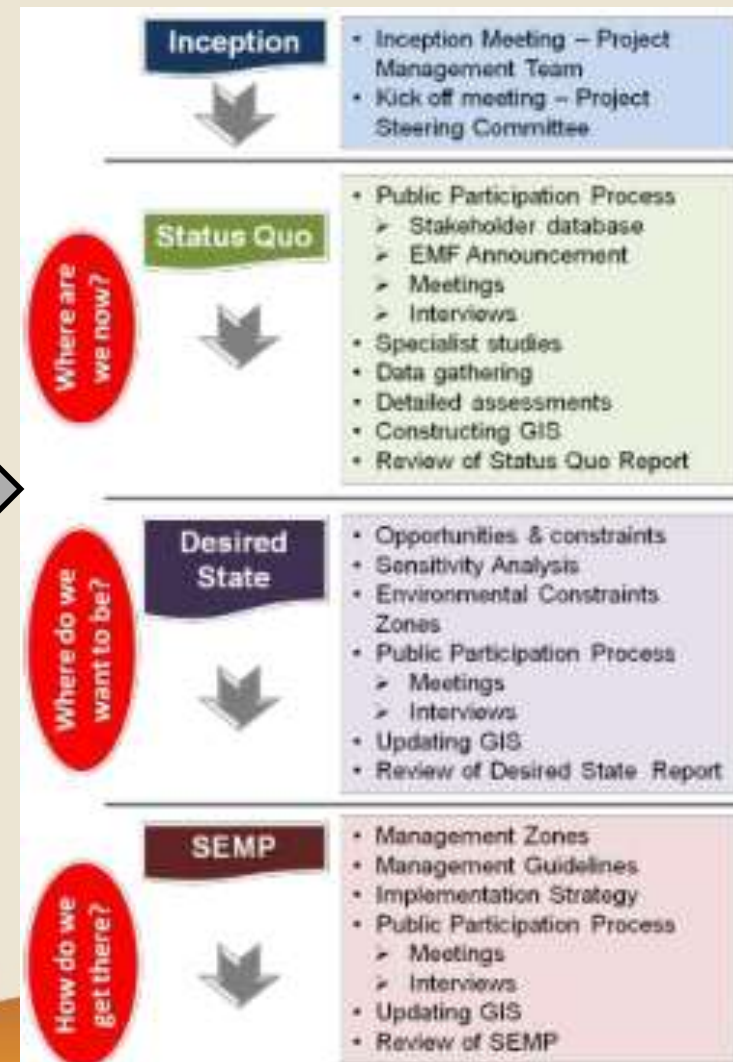 Inception
• Inception Meeting – Project
Management Team
• Kick off meeting – Project
Steering Committee
Where are
we now?
Status Quo
• Public Participation Process
➢ Stakeholder database
➢ EMF Announcement
➢ Meetings
➢ Interviews
• Specialist studies
• Data gathering
• Detailed assessments
• Constructing GIS
• Review of Status Quo Report
Where do we
want to be?
Desired
State
• Opportunities & constraints
• Sensitivity Analysis
• Environmental Constraints
Zones
• Public Participation Process
➢ Meetings
➢ Interviews
• Updating GIS
• Review of Desired State Report
How do we
get there?
SEMP
• Management Zones
• Management Guidelines
• Implementation Strategy
• Public Participation Process
➢ Meetings
➢ Interviews
• Updating GIS
• Review of SEMP